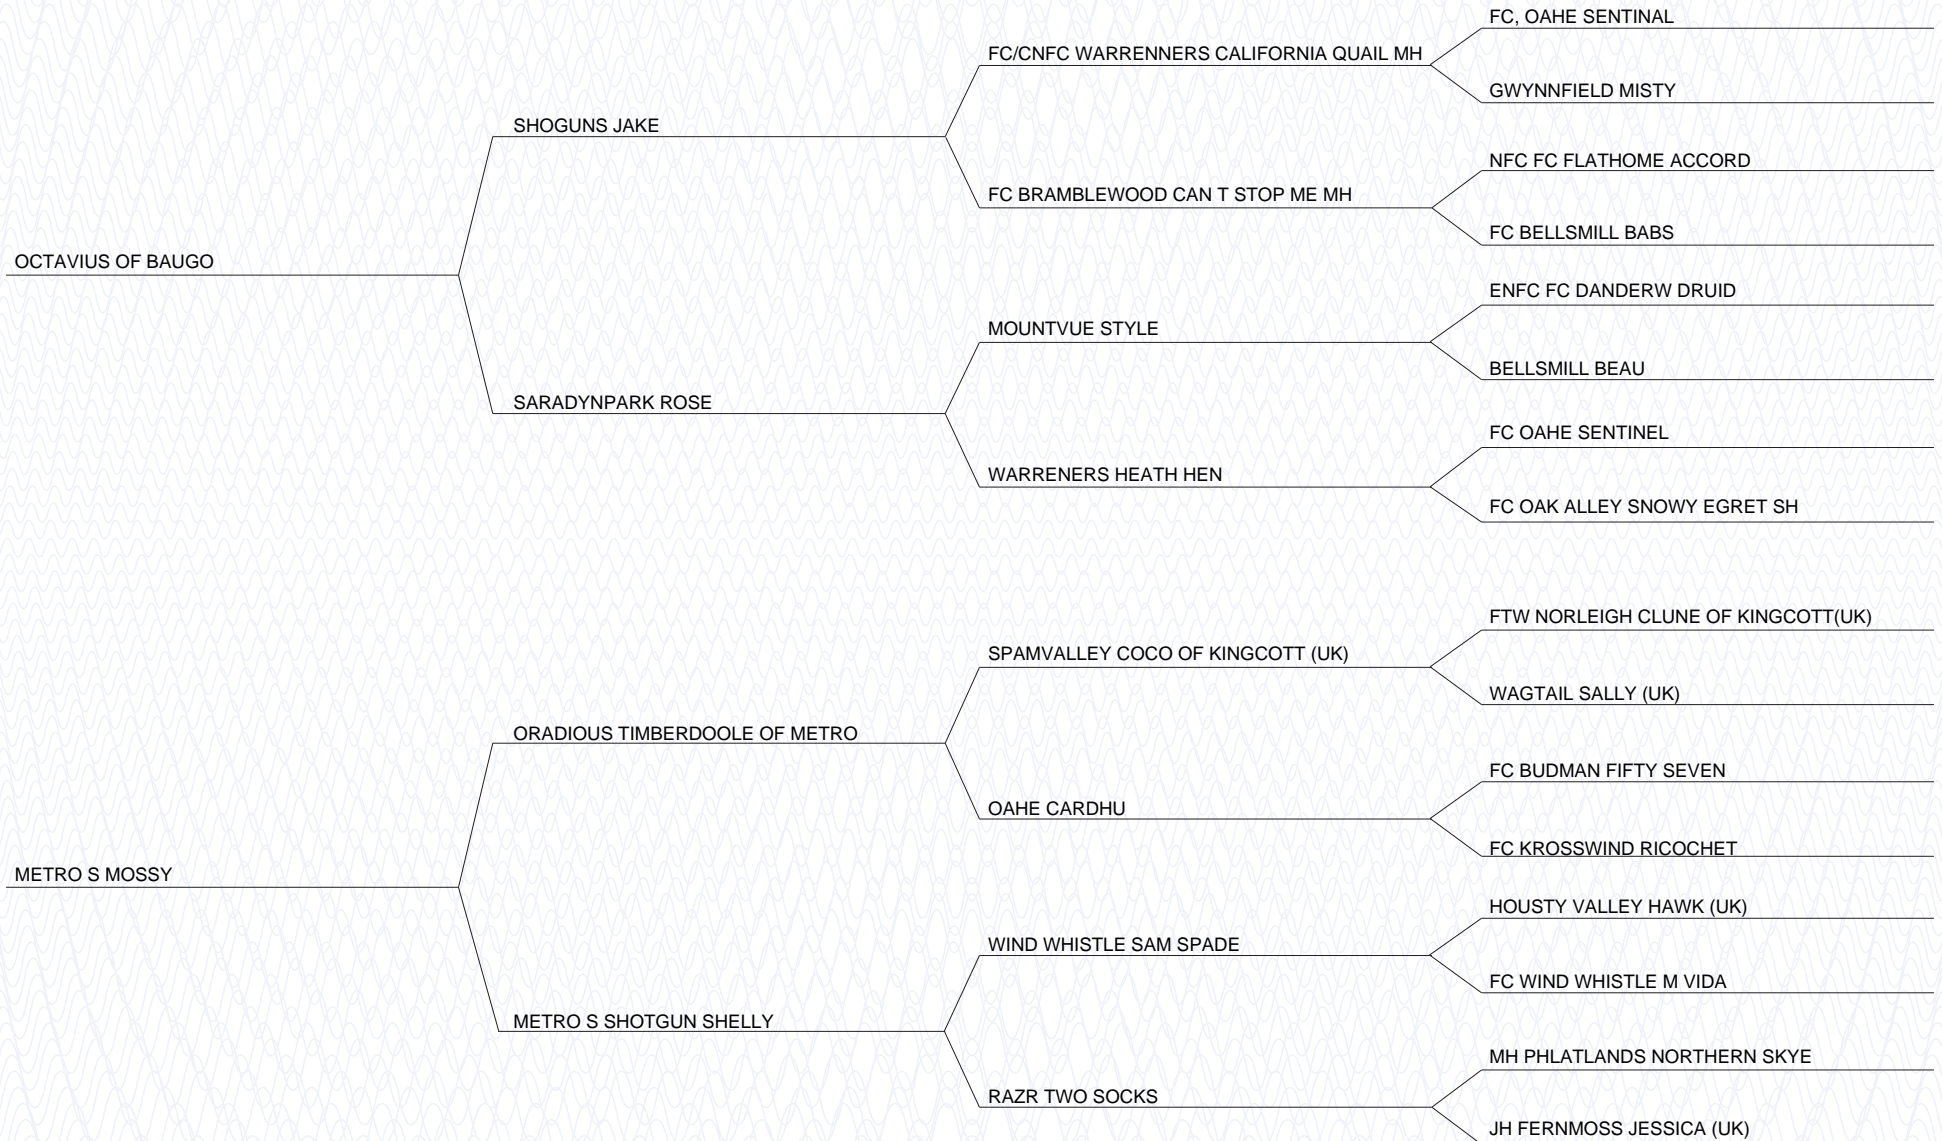 FC, OAHE SENTINAL
FC/CNFC WARRENNERS CALIFORNIA QUAIL MH
GWYNNFIELD MISTY
SHOGUNS JAKE
NFC FC FLATHOME ACCORD
FC BRAMBLEWOOD CAN T STOP ME MH
FC BELLSMILL BABS
OCTAVIUS OF BAUGO
ENFC FC DANDERW DRUID
MOUNTVUE STYLE
BELLSMILL BEAU
SARADYNPARK ROSE
FC OAHE SENTINEL
WARRENERS HEATH HEN
FC OAK ALLEY SNOWY EGRET SH
FTW NORLEIGH CLUNE OF KINGCOTT(UK)
SPAMVALLEY COCO OF KINGCOTT (UK)
WAGTAIL SALLY (UK)
ORADIOUS TIMBERDOOLE OF METRO
FC BUDMAN FIFTY SEVEN
OAHE CARDHU
FC KROSSWIND RICOCHET
METRO S MOSSY
HOUSTY VALLEY HAWK (UK)
WIND WHISTLE SAM SPADE
FC WIND WHISTLE M VIDA
METRO S SHOTGUN SHELLY
MH PHLATLANDS NORTHERN SKYE
RAZR TWO SOCKS
JH FERNMOSS JESSICA (UK)